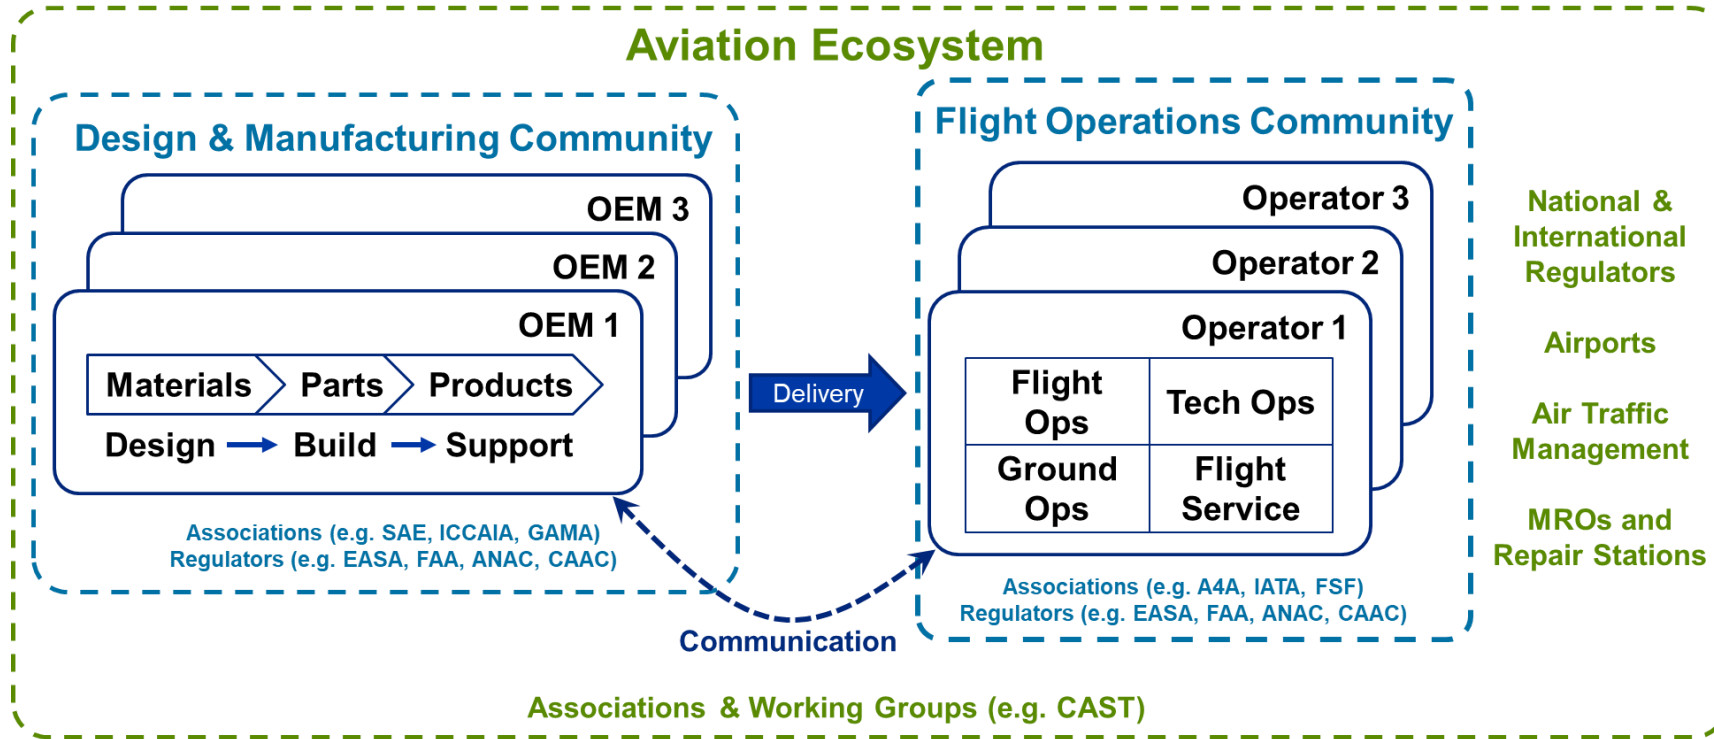 Aviation Ecosystem
Design & Manufacturing Community
OEM 3
OEM 2
OEM 1
Materials
Parts
Products
Design
Build
Support
Associations (e.g. SAE, ICCAIA, GAMA)
Regulators (e.g. EASA, FAA, ANAC, CAAC)
Delivery
Communication
Flight Operations Community
Operator 3
Operator 2
Operator 1
Flight
Ops
Tech Ops
Ground
Ops
Flight
Service
Associations (e.g. A4A, IATA, FSF)
Regulators (e.g. EASA, FAA, ANAC, CAAC)
National &
International
Regulators
Airports
Air Traffic
Management
MROs and
Repair Stations
Associations & Working Groups (e.g. CAST)